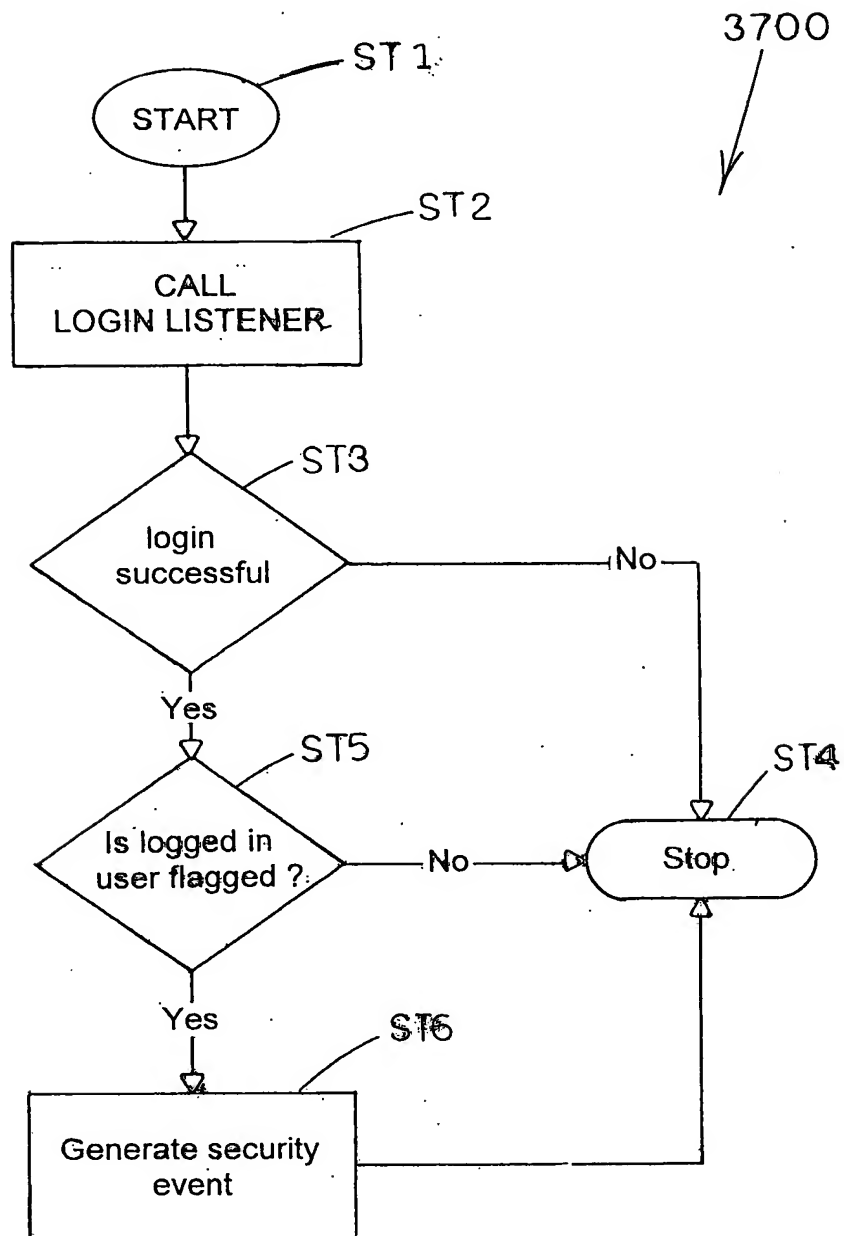 3700
ST1
START
ST2
CALL
LOGIN LISTENER
ST3
login
successful
No
Yes
ST5
ST4
Is logged in
user flagged ?
No
Stop
Yes
ST6
Generate security
event